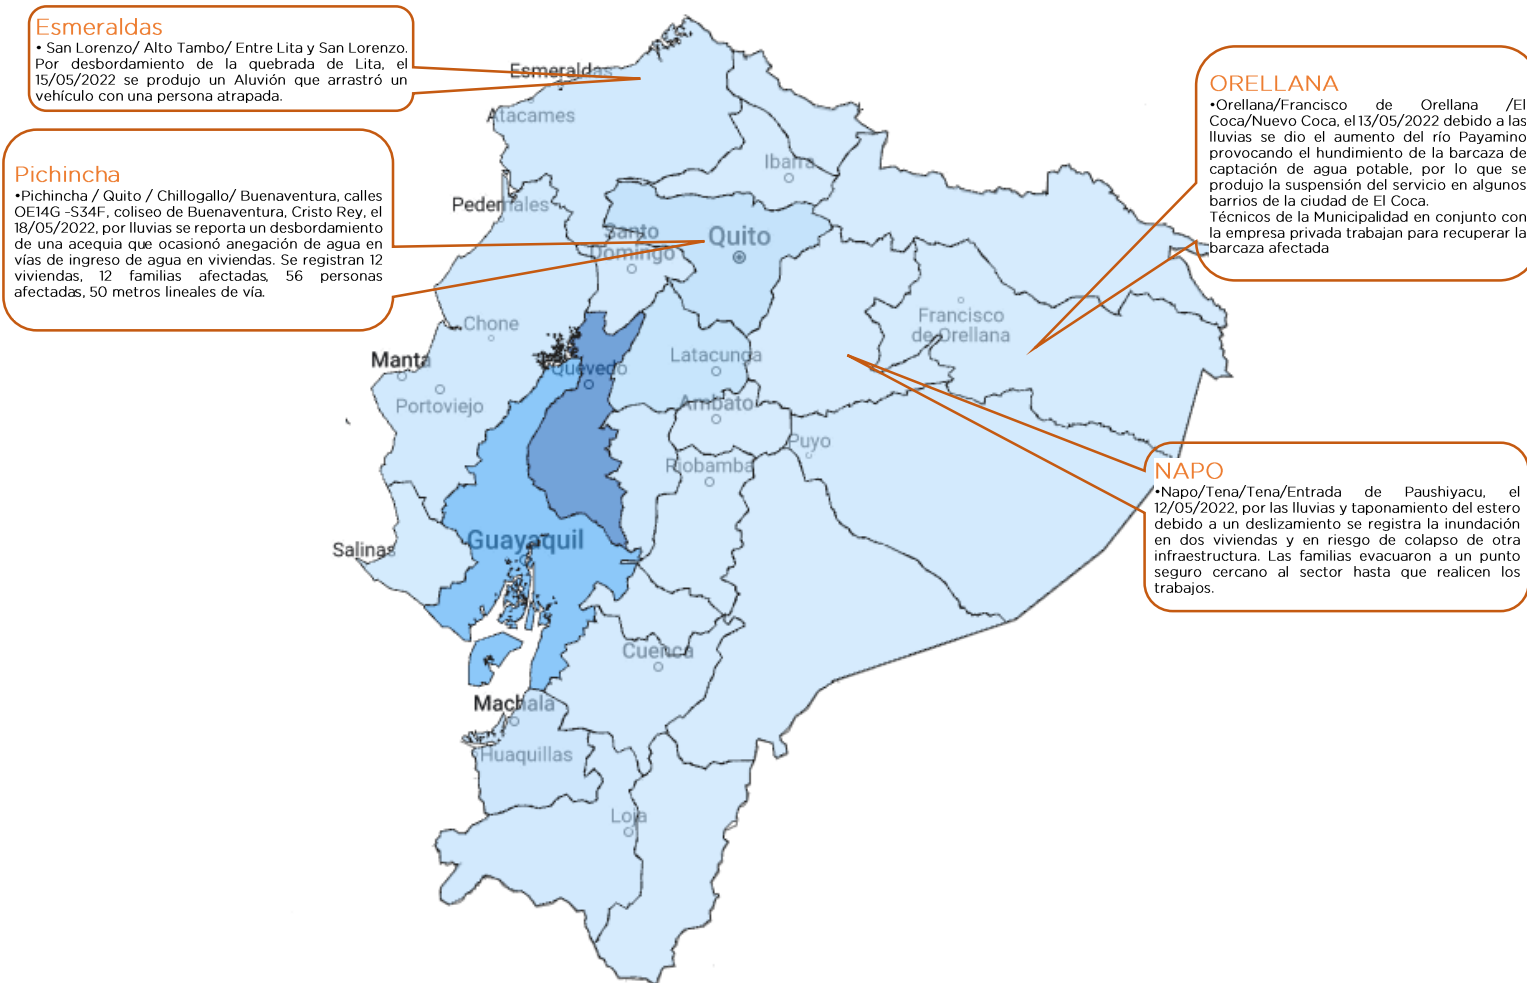 Esmeraldas
• San Lorenzo/ Alto Tambo/ Entre Lita y San Lorenzo.
Por desbordamiento de la quebrada de Lita, el
15/05/2022 se produjo un Aluvión que arrastró un
vehículo con una persona atrapada.
Pichincha
•Pichincha / Quito / Chillogallo/ Buenaventura, calles
OE14G -S34F, coliseo de Buenaventura, Cristo Rey, el
18/05/2022, por lluvias se reporta un desbordamiento
de una acequia que ocasionó anegación de agua en
vías de ingreso de agua en viviendas. Se registran 12
viviendas, 12 familias afectadas, 56 personas
afectadas, 50 metros lineales de vía.
ORELLANA
•Orellana/Francisco de Orellana /El
Coca/Nuevo Coca, el 13/05/2022 debido a las
lluvias se dio el aumento del río Payamino
provocando el hundimiento de la barcaza de
captación de agua potable, por lo que se
produjo la suspensión del servicio en algunos
barrios de la ciudad de El Coca.
Técnicos de la Municipalidad en conjunto con
la empresa privada trabajan para recuperar la
barcaza afectada
NAPO
•Napo/Tena/Tena/Entrada de Paushiyacu, el
12/05/2022, por las lluvias y taponamiento del estero
debido a un deslizamiento se registra la inundación
en dos viviendas y en riesgo de colapso de otra
infraestructura. Las familias evacuaron a un punto
seguro cercano al sector hasta que realicen los
trabajos.
Esmeraldas
Atacames
Ibarra
Pedernales
Santo
Domingo
Quito
Chone
Francisco
de Orellana
Manta
Quevedo
Latacunga
Portoviejo
Ambato
Puyo
Riobamba
Salinas
Guayaquil
Cuenca
Machala
Huaquillas
Loja